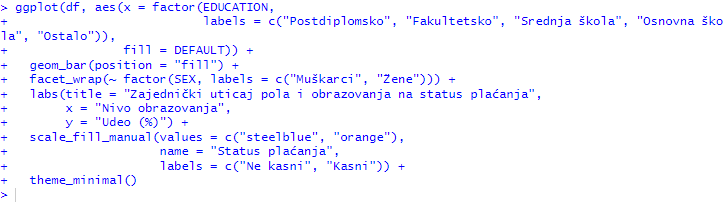 > ggplot(df, aes(x = factor(EDUCATION,
+                           labels = c("Postdiplomsko", "Fakultetsko", "Srednja škola", "Osnovna ško
la", "Ostalo")),
+                fill = DEFAULT)) +
+   geom_bar(position = "fill") +
+   facet_wrap(~ factor(SEX, labels = c("Muškarci", "Žene"))) +
+   labs(title = "Zajednički uticaj pola i obrazovanja na status plaćanja",
+        x = "Nivo obrazovanja",
+        y = "Udeo (%)") +
+   scale_fill_manual(values = c("steelblue", "orange"),
+                     name = "Status plaćanja",
+                     labels = c("Ne kasni", "Kasni")) +
+   theme_minimal()
>